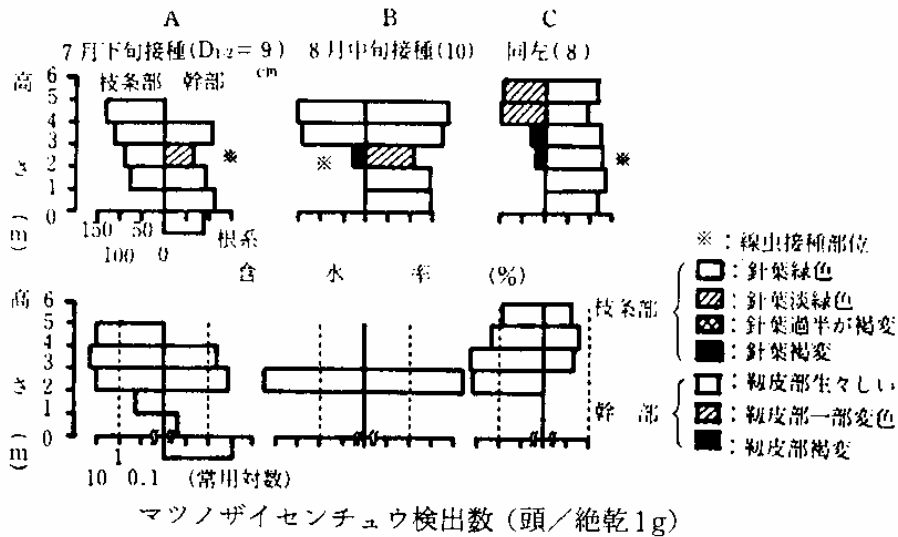 A B C
7月下旬接種(D1/2=9) 8月中旬接種(10) 同左(8)
cm
枝条部 幹部
高さ(m)
6
5
4
3
2
1
0
※ ※ ※
150 50
100 0
根系
含水率 (%)
高さ(m)
6
5
4
3
2
1
0
1
10 0.1 (常用対数)
※:線虫接種部位
枝条部
:針葉緑色
:針葉淡緑色
:針葉過半が褐変
:針葉褐変
幹部
:靱皮部生々しい
:靱皮部一部変色
:靱皮部褐変
マツノザイセンチュウ検出数(頭/絶乾1g)